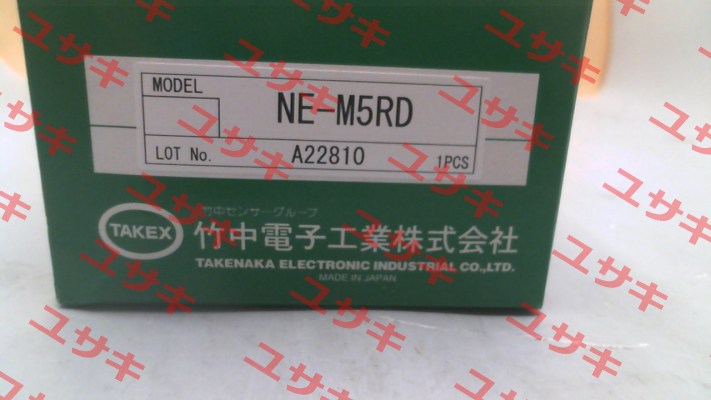 MODEL
NE-M5RD
LOT No. A22810 1PCS
竹中センサーグループ
TAKEX
竹中電子工業株式会社
TAKENAKA ELECTRONIC INDUSTRIAL CO.,LTD.
MADE IN JAPAN
ユサキ